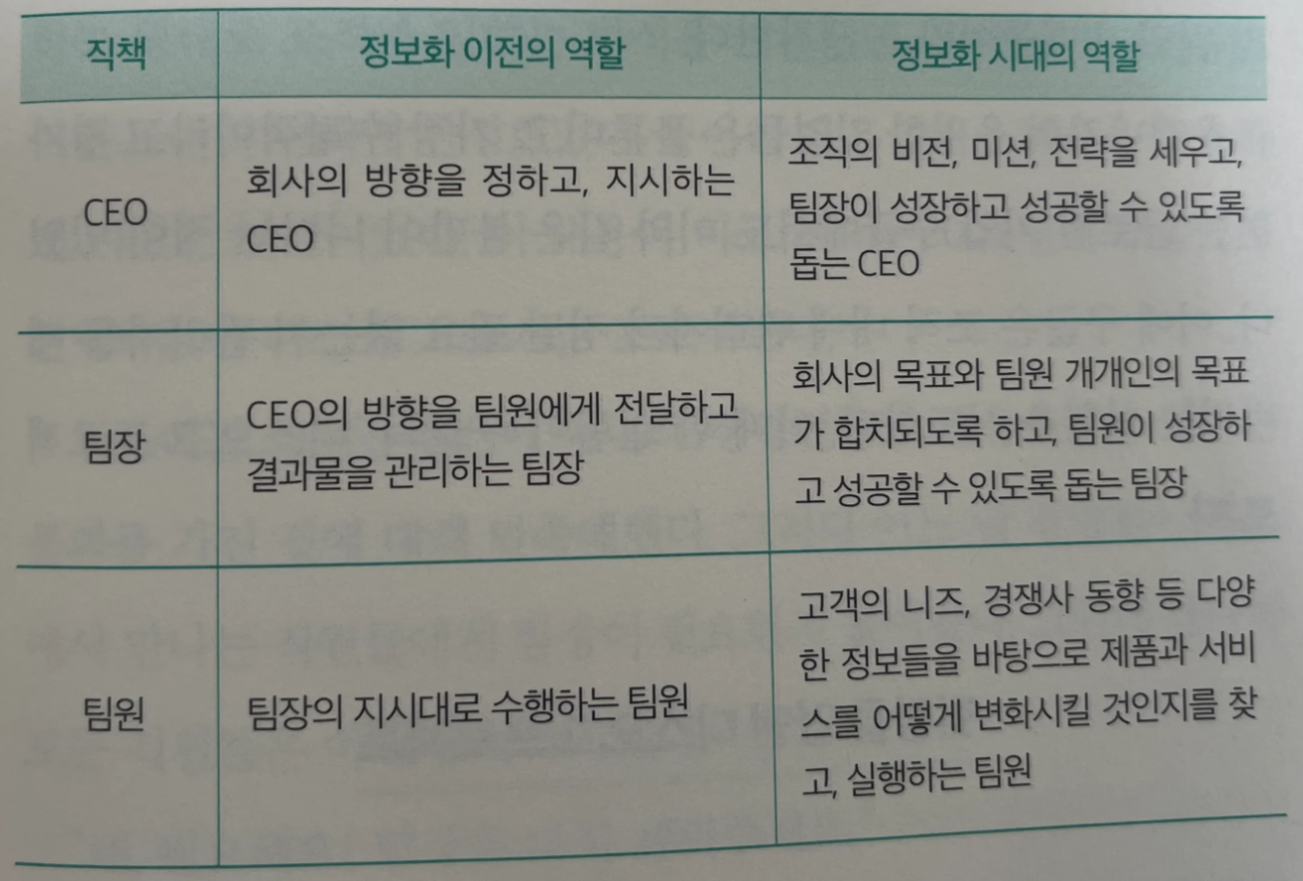 직책
정보화 이전의 역할
정보화 시대의 역할
CEO
회사의 방향을 정하고, 지시하는
CEO
조직의 비전, 미션, 전략을 세우고,
팀장이 성장하고 성공할 수 있도록
돕는 CEO
팀장
CEO의 방향을 팀원에게 전달하고
결과물을 관리하는 팀장
회사의 목표와 팀원 개개인의 목표
가 합치되도록 하고, 팀원이 성장하
고 성공할 수 있도록 돕는 팀장
팀원
팀장의 지시대로 수행하는 팀원
고객의 니즈, 경쟁사 동향 등 다양
한 정보들을 바탕으로 제품과 서비
스를 어떻게 변화시킬 것인지를 찾
고, 실행하는 팀원